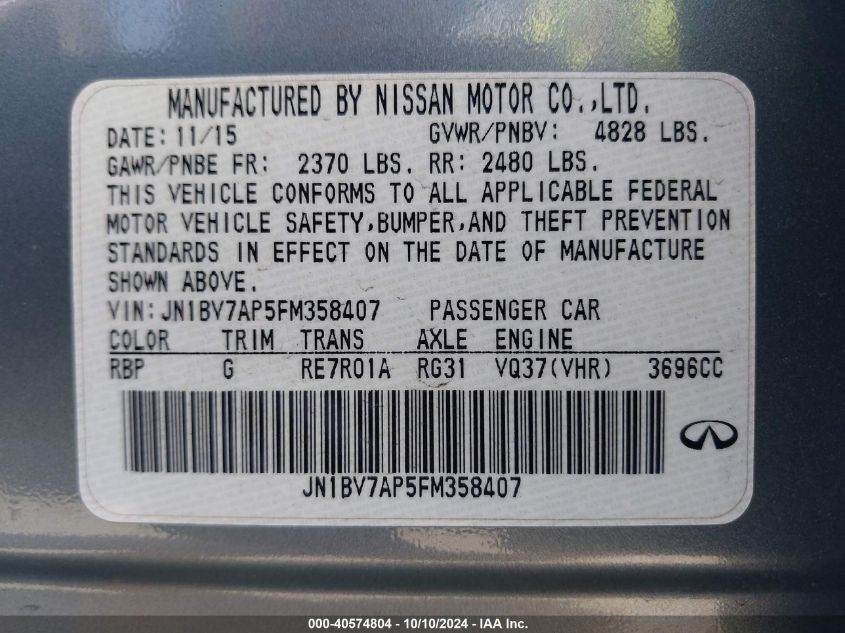 MANUFACTURED BY NISSAN MOTOR CO.,LTD.
DATE: 11/15 GVWR/PNBV: 4828 LBS.
GAWR/PNBE FR: 2370 LBS. RR: 2480 LBS.
THIS VEHICLE CONFORMS TO ALL APPLICABLE FEDERAL
MOTOR VEHICLE SAFETY,BUMPER,AND THEFT PREVENTION
STANDARDS IN EFFECT ON THE DATE OF MANUFACTURE
SHOWN ABOVE.
VIN:JN1BV7AP5FM358407 PASSENGER CAR
COLOR TRIM TRANS AXLE ENGINE
RBP G RE7R01A RG31 VQ37(VHR) 3696CC
JN1BV7AP5FM358407
000-40574804 - 10/10/2024 - IAA Inc.